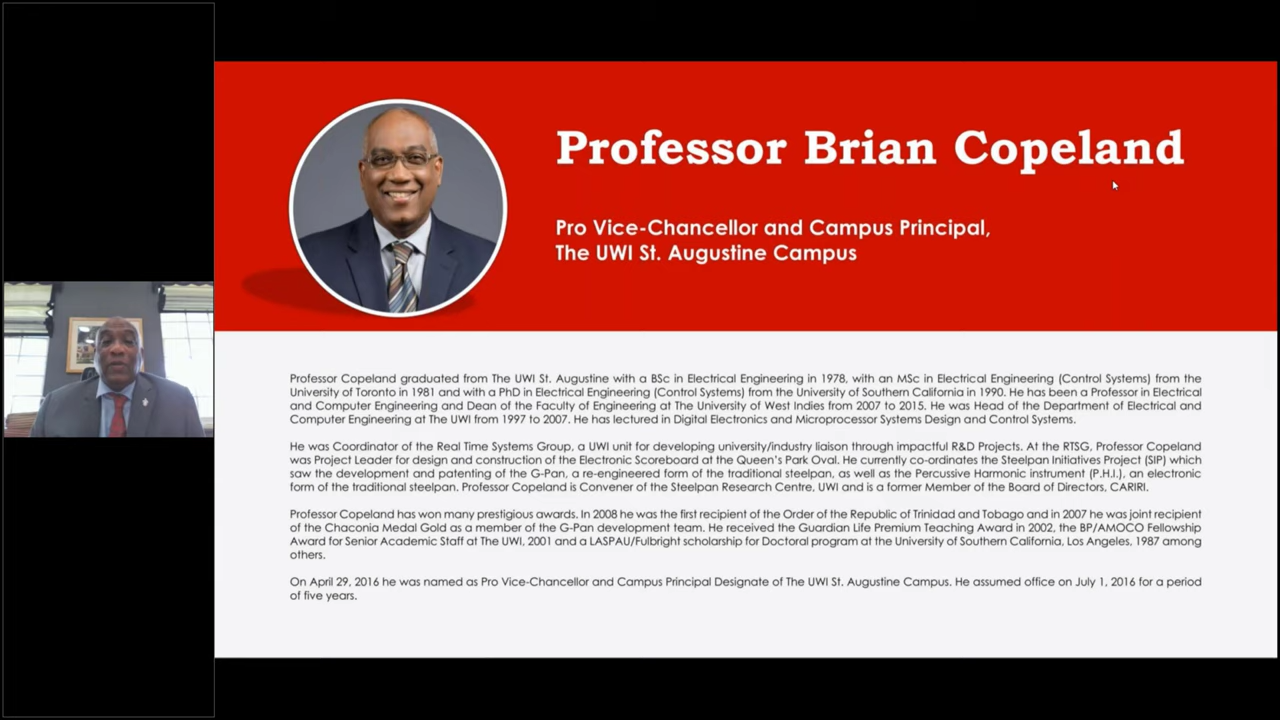 Professor Brian Copeland
Pro Vice-Chancellor and Campus Principal,
The UWI St. Augustine Campus
Professor Copeland graduated from The UWI St. Augustine with a BSc in Electrical Engineering in 1978, with an MSc in Electrical Engineering (Control Systems) from the
University of Toronto in 1981 and with a PhD in Electrical Engineering (Control Systems) from the University of Southern California in 1990. He has been a Professor in Electrical
and Computer Engineering and Dean of the Faculty of Engineering at The University of West Indies from 2007 to 2015. He was Head of the Department of Electrical and
Computer Engineering at The UWI from 1997 to 2007. He has lectured in Digital Electronics and Microprocessor Systems Design and Control Systems.
He was Coordinator of the Real Time Systems Group, a UWI unit for developing university/industry liaison through impactful R&D Projects. At the RTSG, Professor Copeland
was Project Leader for design and construction of the Electronic Scoreboard at the Queen's Park Oval. He currently co-ordinates the Steelpan Initiatives Project (SIP) which
saw the development and patenting of the G-Pan, a re-engineered form of the traditional steelpan, as well as the Percussive Harmonic instrument (P.H.I.), an electronic
form of the traditional steelpan. Professor Copeland is Convener of the Steelpan Research Centre, UWI and is a former Member of the Board of Directors, CARIRI.
Professor Copeland has won many prestigious awards. In 2008 he was the first recipient of the Order of the Republic of Trinidad and Tobago and in 2007 he was joint recipient
of the Chaconia Medal Gold as a member of the G-Pan development team. He received the Guardian Life Premium Teaching Award in 2002, the BP/AMOCO Fellowship
Award for Senior Academic Staff at The UWI, 2001 and a LASPAU/Fulbright scholarship for Doctoral program at the University of Southern California, Los Angeles, 1987 among
others.
On April 29, 2016 he was named as Pro Vice-Chancellor and Campus Principal Designate of The UWI St. Augustine Campus. He assumed office on July 1, 2016 for a period
of five years.